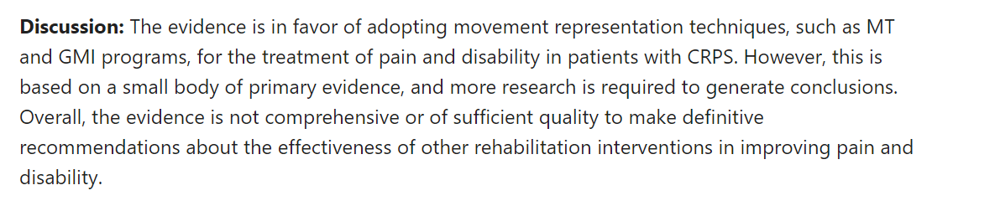 Discussion: The evidence is in favor of adopting movement representation techniques, such as MT
and GMI programs, for the treatment of pain and disability in patients with CRPS. However, this is
based on a small body of primary evidence, and more research is required to generate conclusions.
Overall, the evidence is not comprehensive or of sufficient quality to make definitive
recommendations about the effectiveness of other rehabilitation interventions in improving pain and
disability.